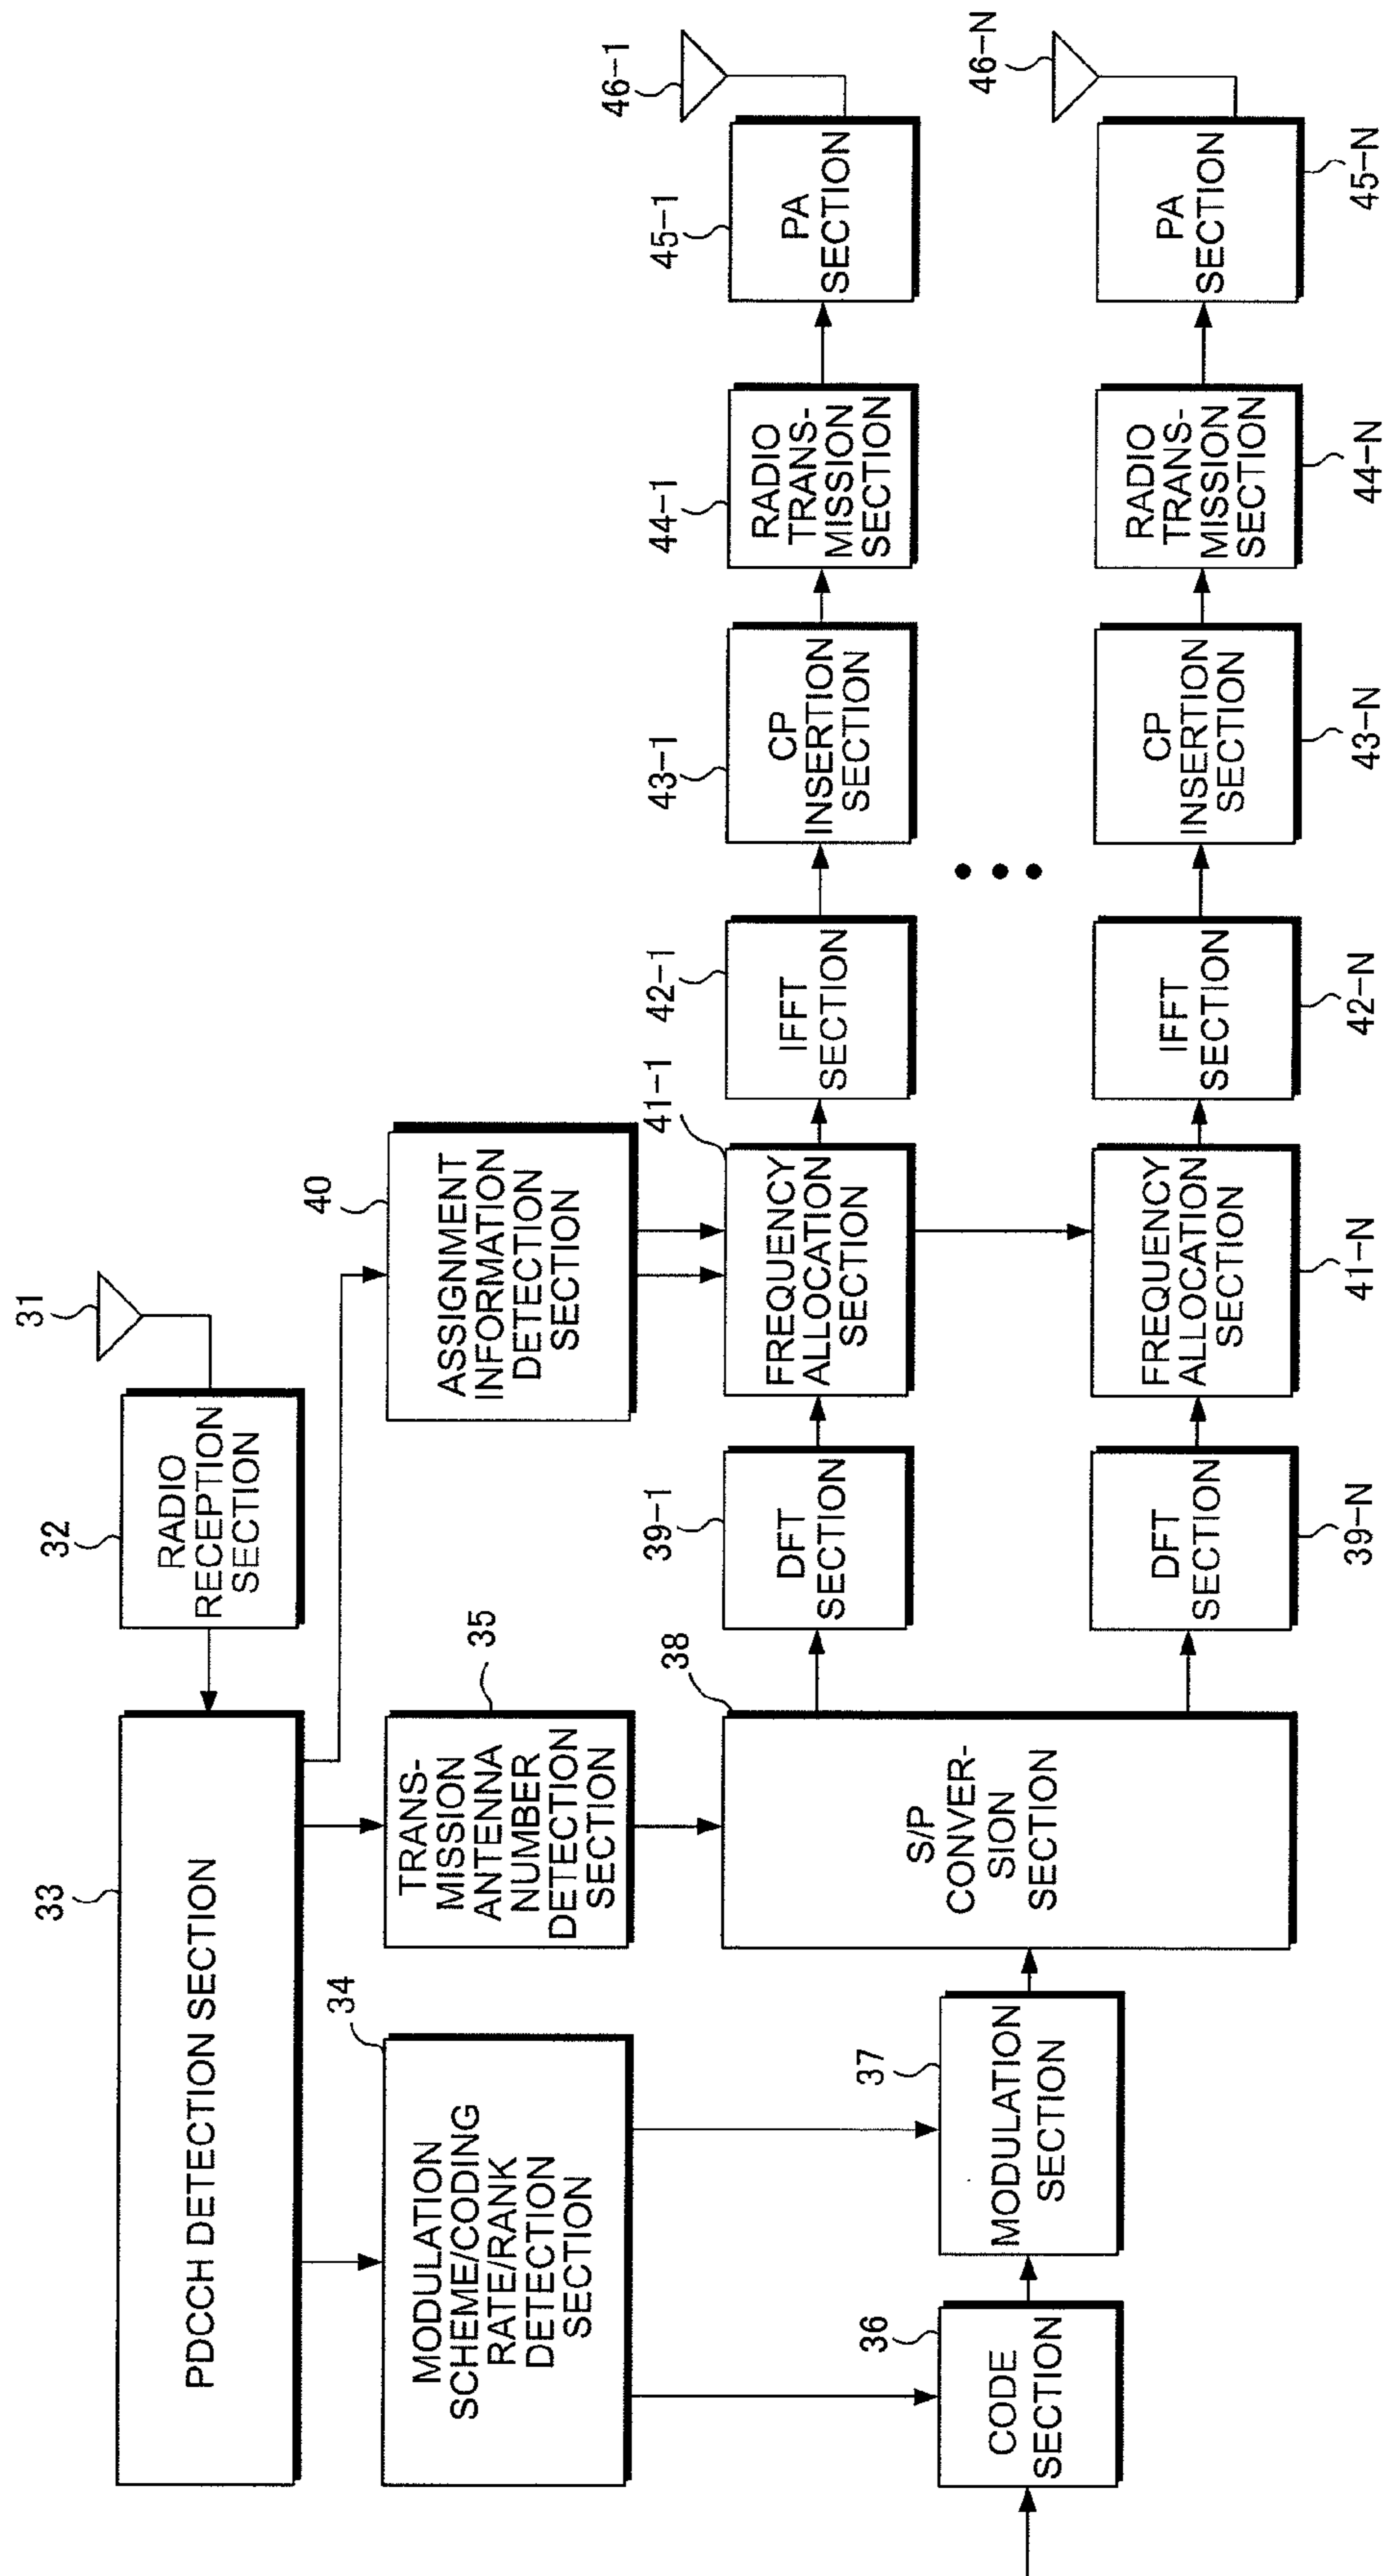 31
32
RADIO
RECEPTION
SECTION
33
PDCCH DETECTION SECTION
34
MODULATION
SCHEME/CODING
RATE/RANK
DETECTION
SECTION
35
TRANS-
MISSION
ANTENNA
NUMBER
DETECTION
SECTION
40
ASSIGNMENT
INFORMATION
DETECTION
SECTION
36
CODE
SECTION
37
MODULATION
SECTION
38
S/P
CONVER-
SION
SECTION
39-1
DFT
SECTION
41-1
FREQUENCY
ALLOCATION
SECTION
42-1
IFFT
SECTION
43-1
CP
INSERTION
SECTION
44-1
RADIO
TRANS-
MISSION
SECTION
45-1
PA
SECTION
46-1
39-N
DFT
SECTION
41-N
FREQUENCY
ALLOCATION
SECTION
42-N
IFFT
SECTION
43-N
CP
INSERTION
SECTION
44-N
RADIO
TRANS-
MISSION
SECTION
45-N
PA
SECTION
46-N